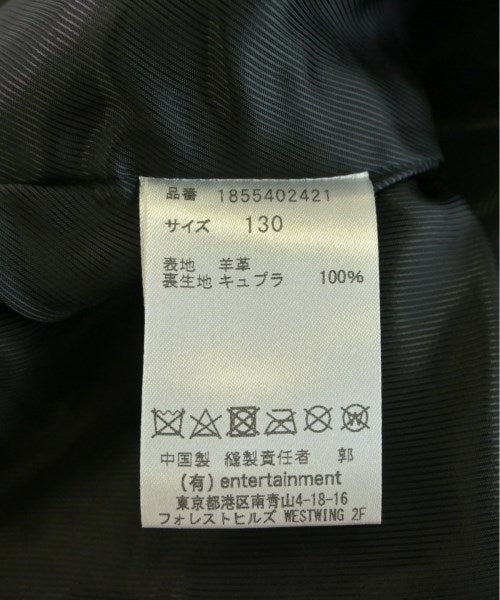 品番 1855402421
サイズ 130
表地 羊革
裏生地 キュプラ 100%
中国製 縫製責任者 郭
(有) entertainment
東京都港区南青山4-18-16
フォレストヒルズ WESTWING 2F